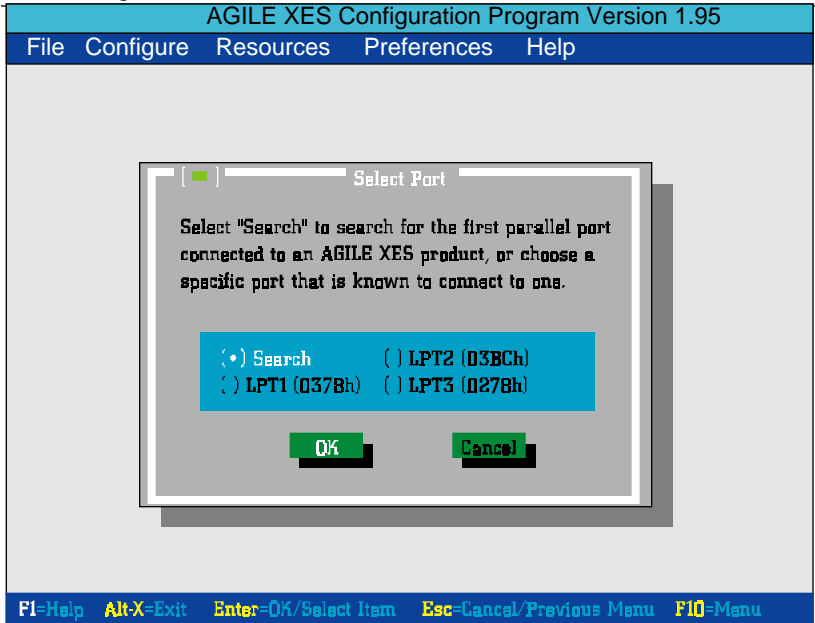 AGILE XES Configuration Program Version 1.95
File Configure Resources Preferences Help
[ ] Select Port
Select "Search" to search for the first parallel port
connected to an AGILE XES product, or choose a
specific port that is known to connect to one.
(•) Search ( ) LPT2 (03BCh)
( ) LPT1 (0378h) ( ) LPT3 (0278h)
OK Cancel
F1=Help Alt-X=Exit Enter=OK/Select Item Esc=Cancel/Previous Menu F10=Menu